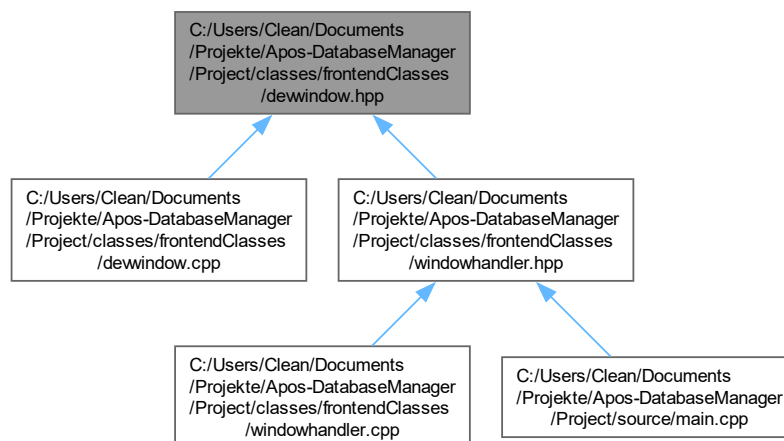 C:/Users/Clean/Documents
/Projekte/Apos-DatabaseManager
/Project/classes/frontendClasses
/dewwindow.hpp
C:/Users/Clean/Documents
/Projekte/Apos-DatabaseManager
/Project/classes/frontendClasses
/dewwindow.cpp
C:/Users/Clean/Documents
/Projekte/Apos-DatabaseManager
/Project/classes/frontendClasses
/windowhandler.hpp
C:/Users/Clean/Documents
/Projekte/Apos-DatabaseManager
/Project/classes/frontendClasses
/windowhandler.cpp
C:/Users/Clean/Documents
/Projekte/Apos-DatabaseManager
/Project/source/main.cpp